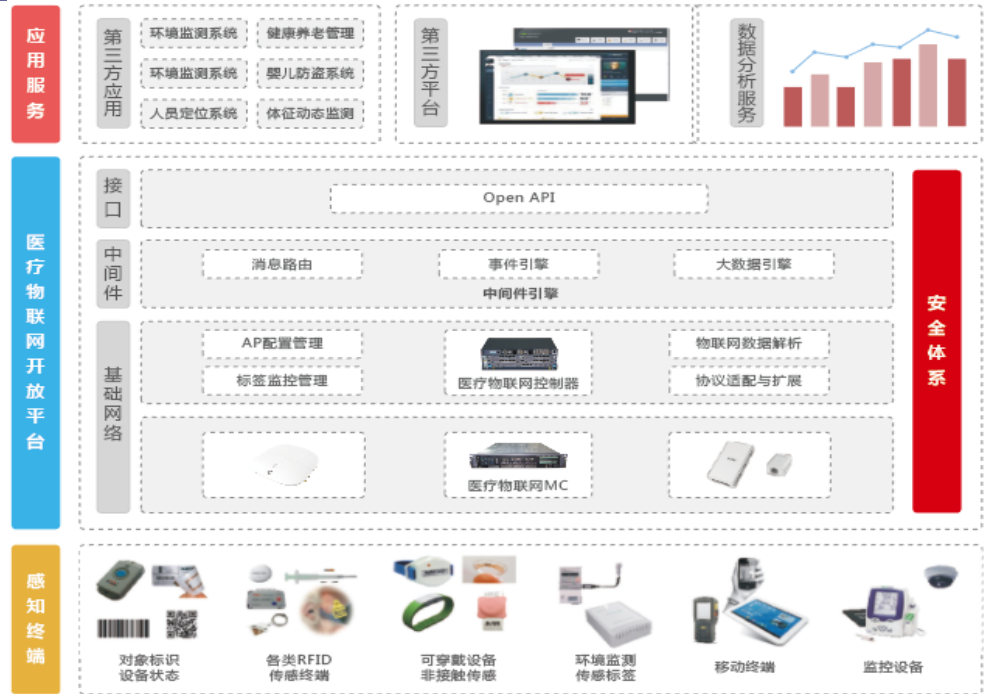 应用服务
第三方应用
环境监测系统
健康养老管理
环境监测系统
婴儿防盗系统
人员定位系统
体征动态监测
第三方平台
数据分析服务
医疗物联网开放平台
接口
Open API
中间件
消息路由
事件引擎
大数据引擎
中间件引擎
基础网络
AP配置管理
标签监控管理
医疗物联网控制器
物联网数据解析
协议适配与扩展
医疗物联网MC
安全体系
感知终端
对象标识
设备状态
各类RFID
传感终端
可穿戴设备
非接触传感
环境监测
传感标签
移动终端
监控设备